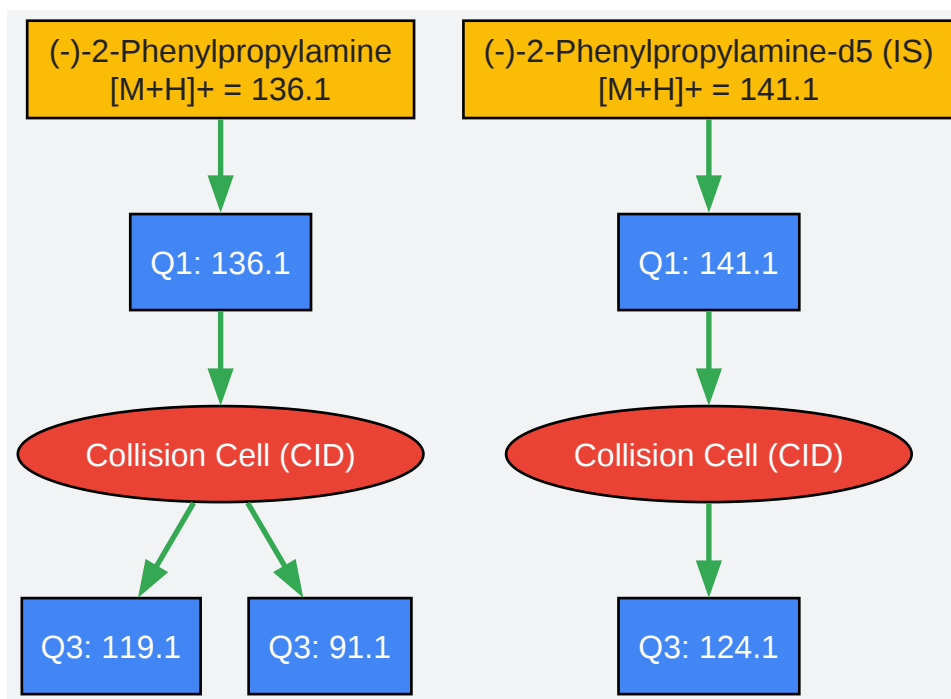 (-)-2-Phenylpropylamine
[M+H]+ = 136.1
(-)-2-Phenylpropylamine-d5 (IS)
[M+H]+ = 141.1
Q1: 136.1
Q1: 141.1
Collision Cell (CID)
Collision Cell (CID)
Q3: 119.1
Q3: 91.1
Q3: 124.1